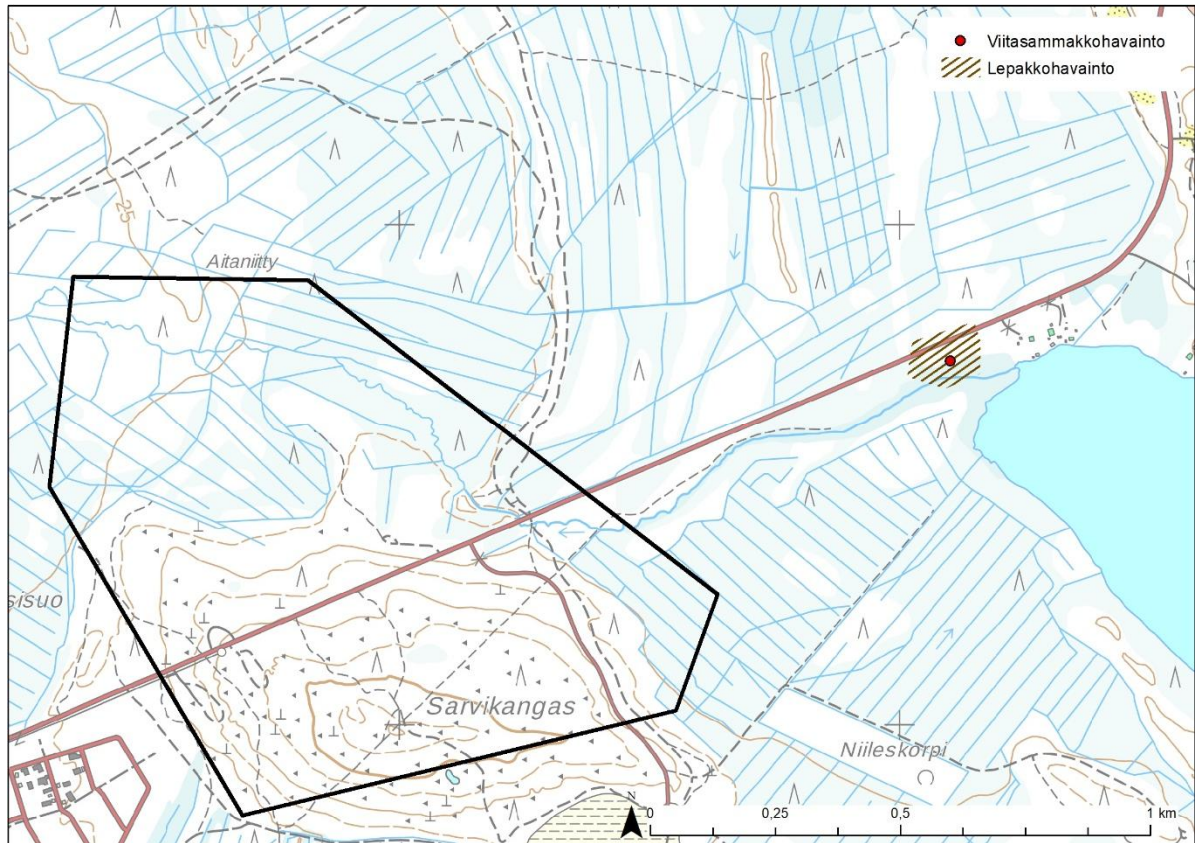 Viitasammakkohavainto
Lepakkohavainto
25
Aitaniitty
sisuo
Sarvikangas
Niileskorpi
N
0 0,25 0,5 1 km